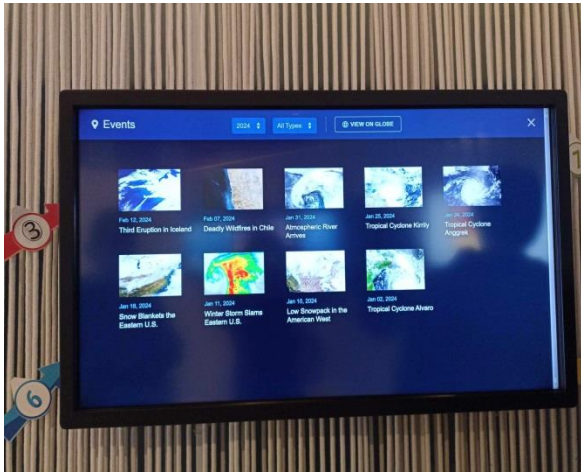 Events
2024
All Types
VIEW ON GLOBE
Feb 12, 2024
Third Eruption in Iceland
Feb 07, 2024
Deadly Wildfires in Chile
Jan 31, 2024
Atmospheric River
Arrives
Jan 25, 2024
Tropical Cyclone Kirrily
Jan 24, 2024
Tropical Cyclone
Anggrek
Jan 16, 2024
Snow Blankets the
Eastern U.S.
Jan 11, 2024
Winter Storm Slams
Eastern U.S.
Jan 10, 2024
Low Snowpack in the
American West
Jan 02, 2024
Tropical Cyclone Alvaro
3
6